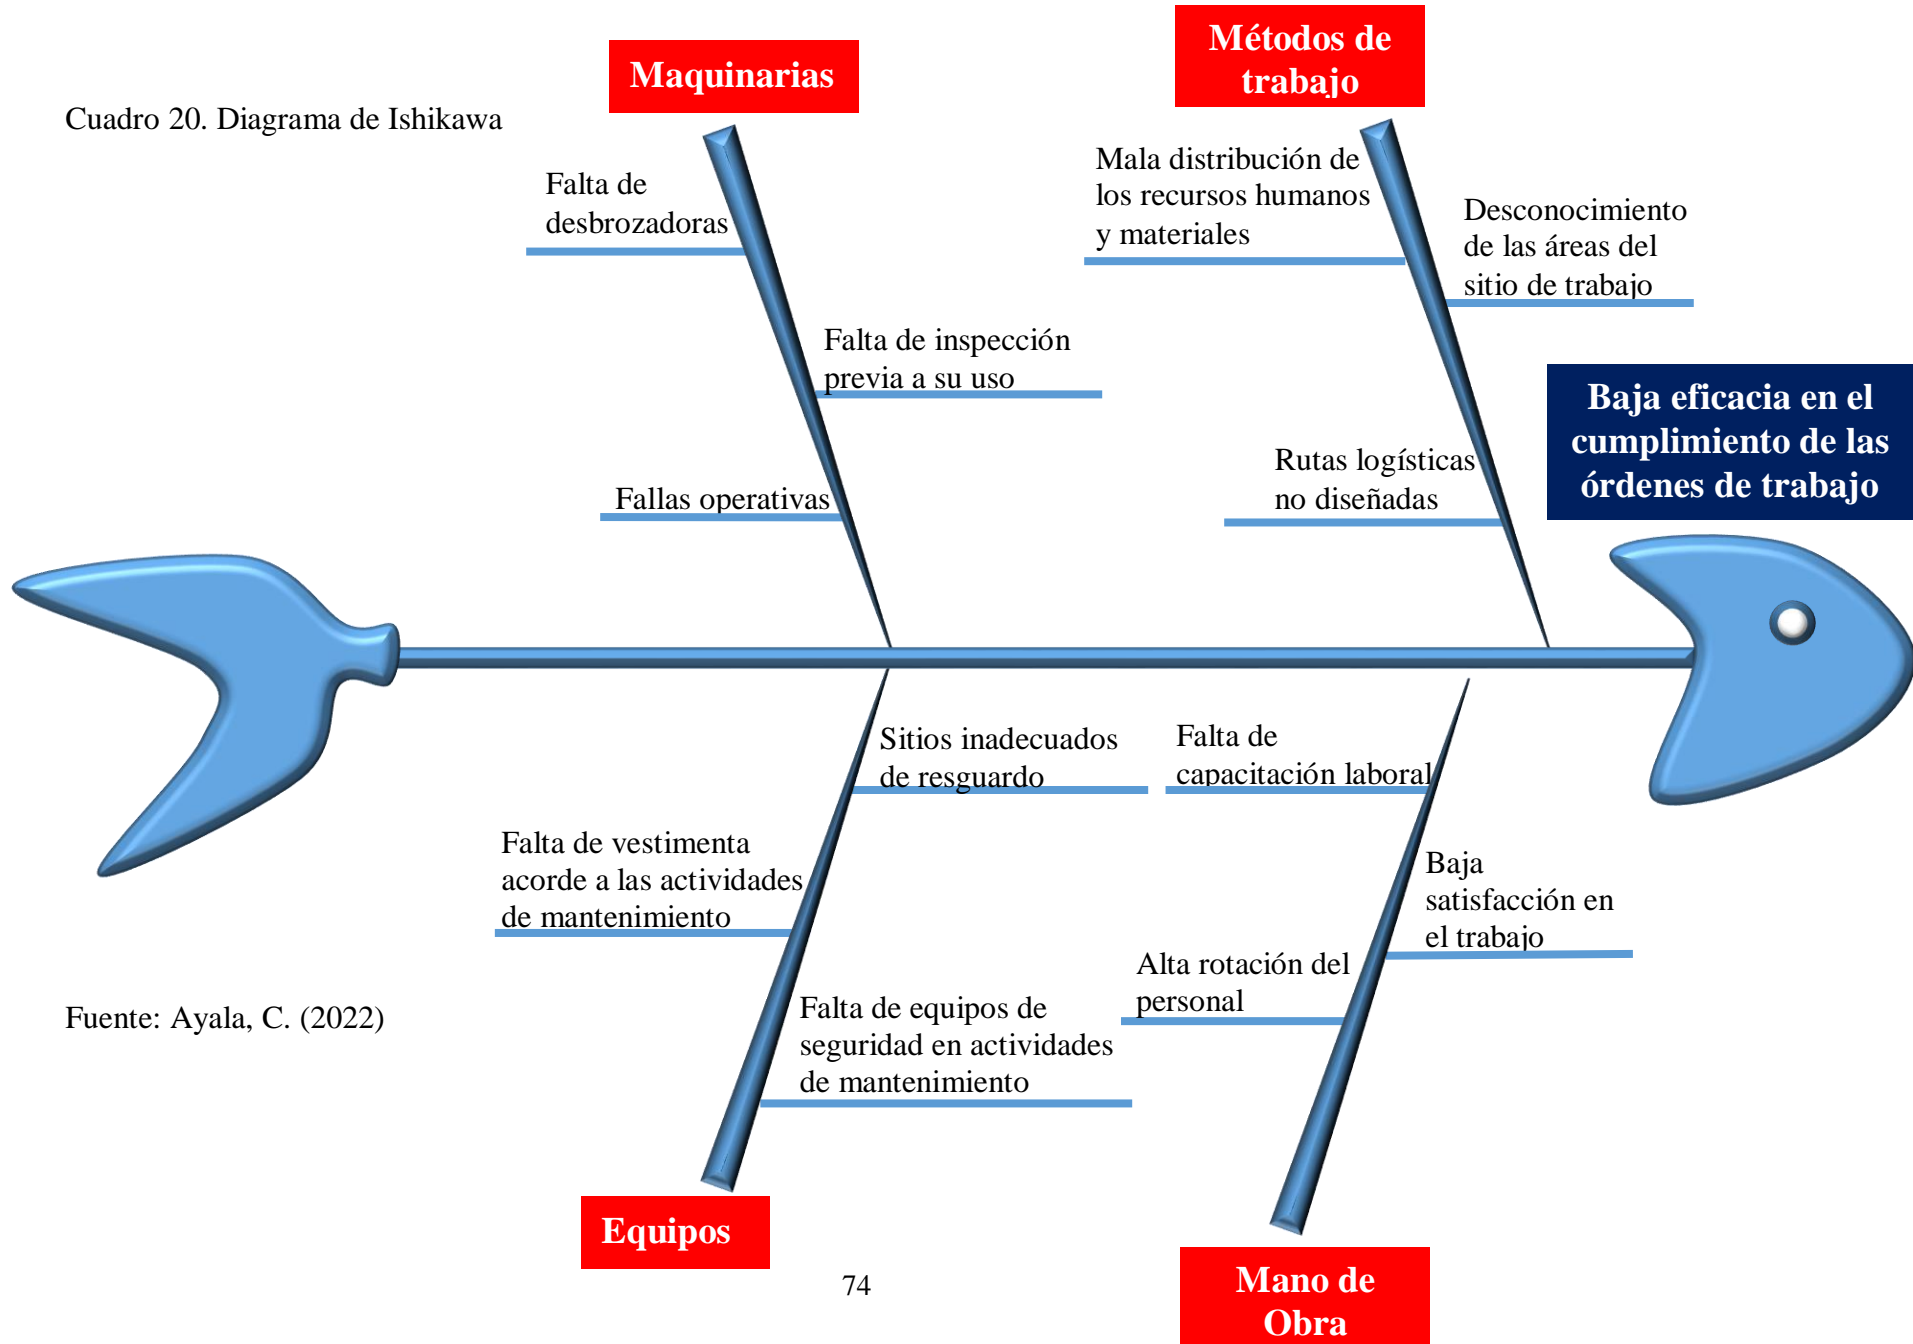 Maquinarias
Métodos de
trabajo
Cuadro 20. Diagrama de Ishikawa
Falta de
desbrozadoras
Mala distribución de
los recursos humanos
y materiales
Desconocimiento
de las áreas del
sitio de trabajo
Falta de inspección
previa a su uso
Baja eficacia en el
cumplimiento de las
órdenes de trabajo
Fallas operativas
Rutas logísticas
no diseñadas
Sitios inadecuados
de resguardo
Falta de
capacitación laboral
Falta de vestimenta
acorde a las actividades
de mantenimiento
Baja
satisfacción en
el trabajo
Alta rotación del
personal
Falta de equipos de
seguridad en actividades
de mantenimiento
Fuente: Ayala, C. (2022)
Equipos
Mano de
Obra
74